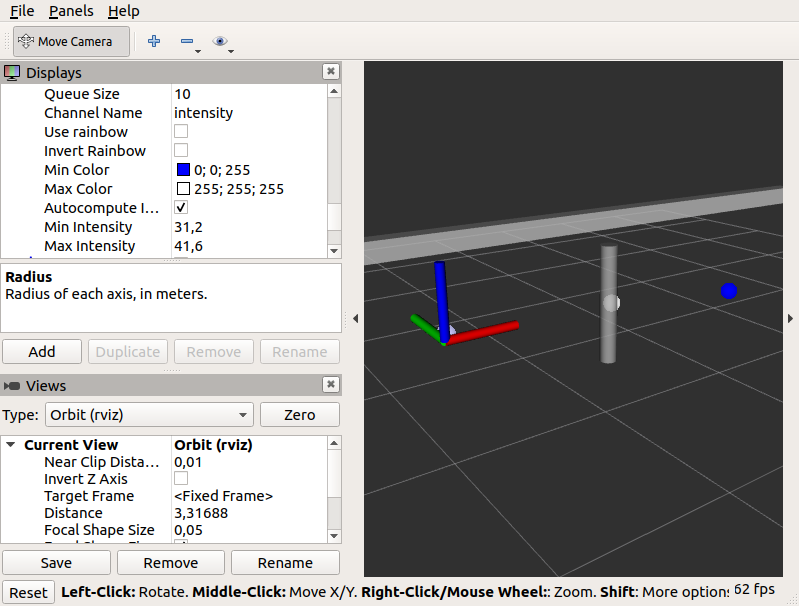 File Panels Help
Move Camera
Displays
Queue Size 10
Channel Name intensity
Use rainbow
Invert Rainbow
Min Color 0; 0; 255
Max Color 255; 255; 255
Autocompute I...
Min Intensity 31,2
Max Intensity 41,6
Radius
Radius of each axis, in meters.
Add Duplicate Remove Rename
Views
Type: Orbit (rviz) Zero
Current View Orbit (rviz)
Near Clip Dista... 0,01
Invert Z Axis
Target Frame <Fixed Frame>
Distance 3,31688
Focal Shape Size 0,05
Save Remove Rename
Reset Left-Click: Rotate. Middle-Click: Move X/Y. Right-Click/Mouse Wheel:: Zoom. Shift: More options 62 fps